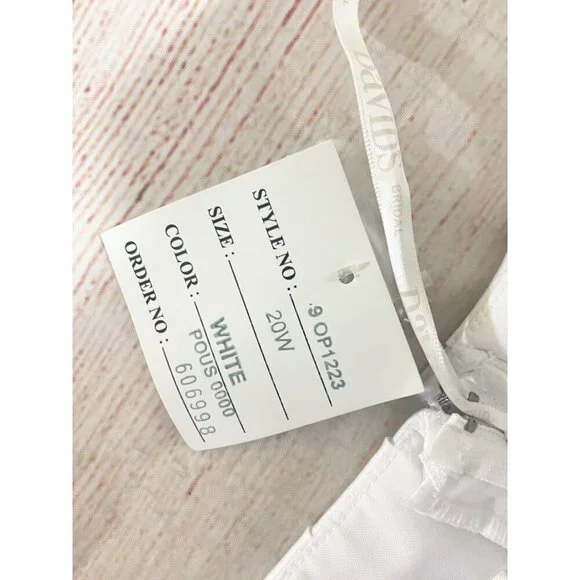 DAVIDS
BRIDAL
STYLE NO : .9 OP1223
SIZE : 20W
COLOR : WHITE
POUS 0000
ORDER NO : 606998